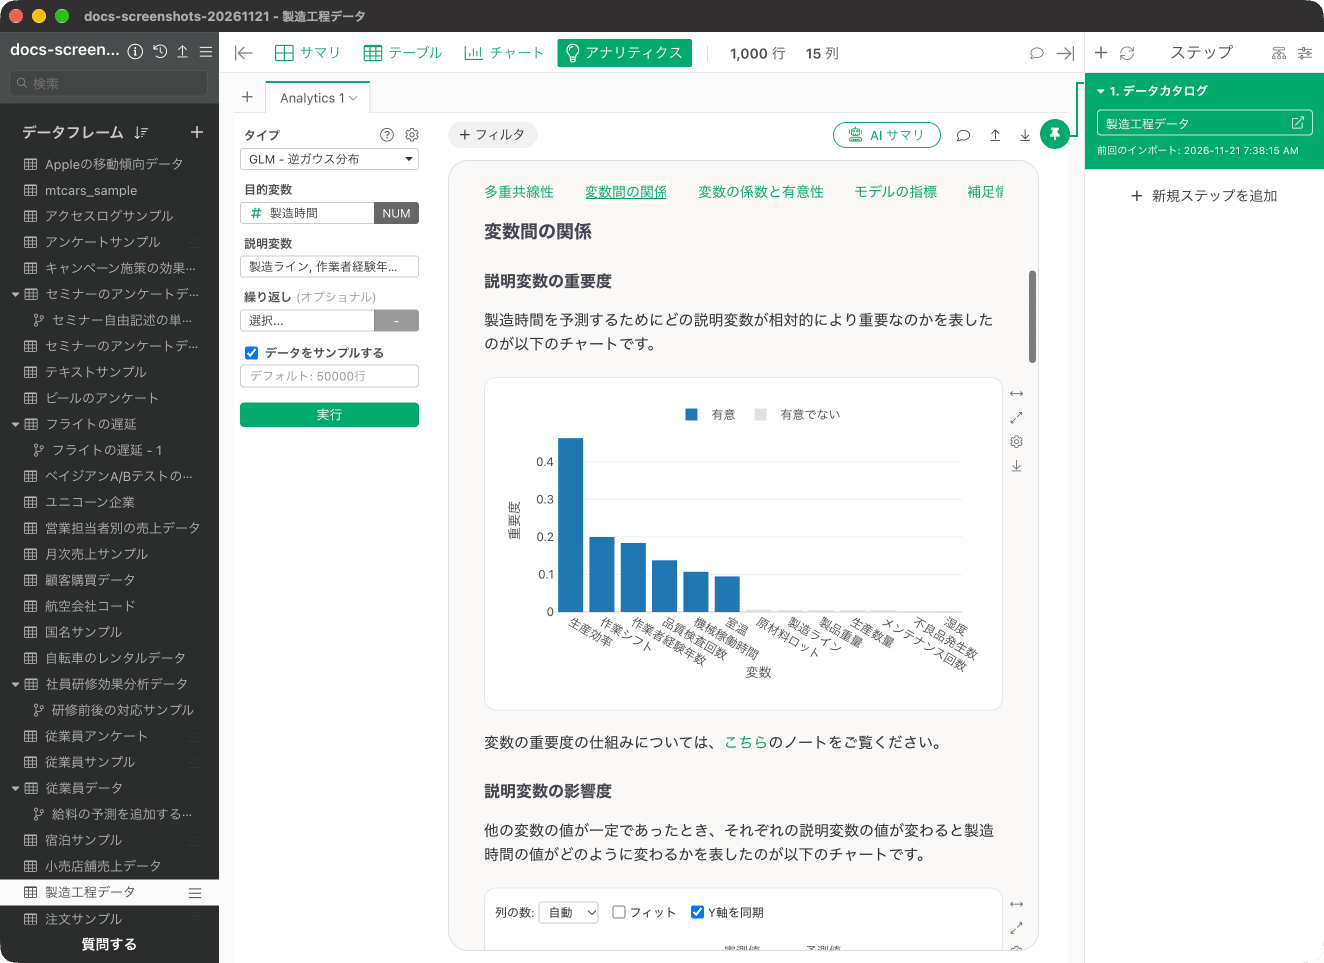 docs-screenshots-20261121 - 製造工程データ
docs-screen...
検索
データフレーム
Appleの移動傾向データ
mtcars_sample
アクセスログサンプル
アンケートサンプル
キャンペーン施策の効果…
セミナーのアンケートデ…
セミナー自由記述の単…
セミナーのアンケートデ…
テキストサンプル
ビールのアンケート
フライトの遅延
フライトの遅延 - 1
ベイジアンA/Bテストの…
ユニコーン企業
営業担当者別の売上データ
月次売上サンプル
顧客購買データ
航空会社コード
国名サンプル
自転車のレンタルデータ
社員研修効果分析データ
研修前後の対応サンプル
従業員アンケート
従業員サンプル
従業員データ
給料の予測を追加する…
宿泊サンプル
小売店舗売上データ
製造工程データ
注文サンプル
質問する
サマリ
テーブル
チャート
アナリティクス
1,000 行
15 列
Analytics 1
タイプ
GLM - 逆ガウス分布
目的変数
# 製造時間
NUM
説明変数
製造ライン, 作業者経験年...
繰り返し (オプショナル)
選択...
-
データをサンプルする
デフォルト: 50000行
実行
+ フィルタ
AI サマリ
多重共線性
変数間の関係
変数の係数と有意性
モデルの指標
補足情
変数間の関係
説明変数の重要度
製造時間を予測するためにどの説明変数が相対的により重要なのかを表した
のが以下のチャートです。
有意
有意でない
重要度
0.4
0.3
0.2
0.1
0
生産効率
作業シフト
作業者経験年数
品質検査回数
機械稼働時間
室温
原材料ロット
製造ライン
製品重量
生産数量
メンテナンス回数
不良品発生数
湿度
変数
変数の重要度の仕組みについては、こちらのノートをご覧ください。
説明変数の影響度
他の変数の値が一定であったとき、それぞれの説明変数の値が変わると製造
時間の値がどのように変わるかを表したのが以下のチャートです。
列の数:
自動
フィット
Y軸を同期
実測値
予測値
ステップ
1. データカタログ
製造工程データ
前回のインポート: 2026-11-21 7:38:15 AM
+ 新規ステップを追加